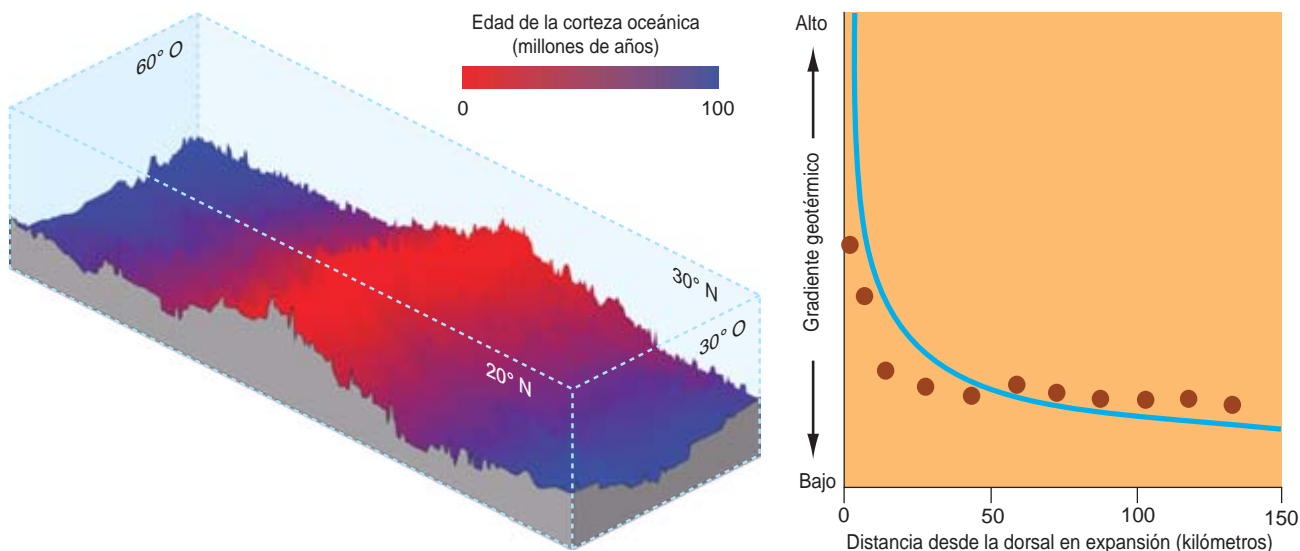 Edad de la corteza oceánica
(millones de años)
0
100
60° O
30° N
30° O
20° N
Alto
Gradiente geotérmico
Bajo
0
50
100
150
Distancia desde la dorsal en expansión (kilómetros)